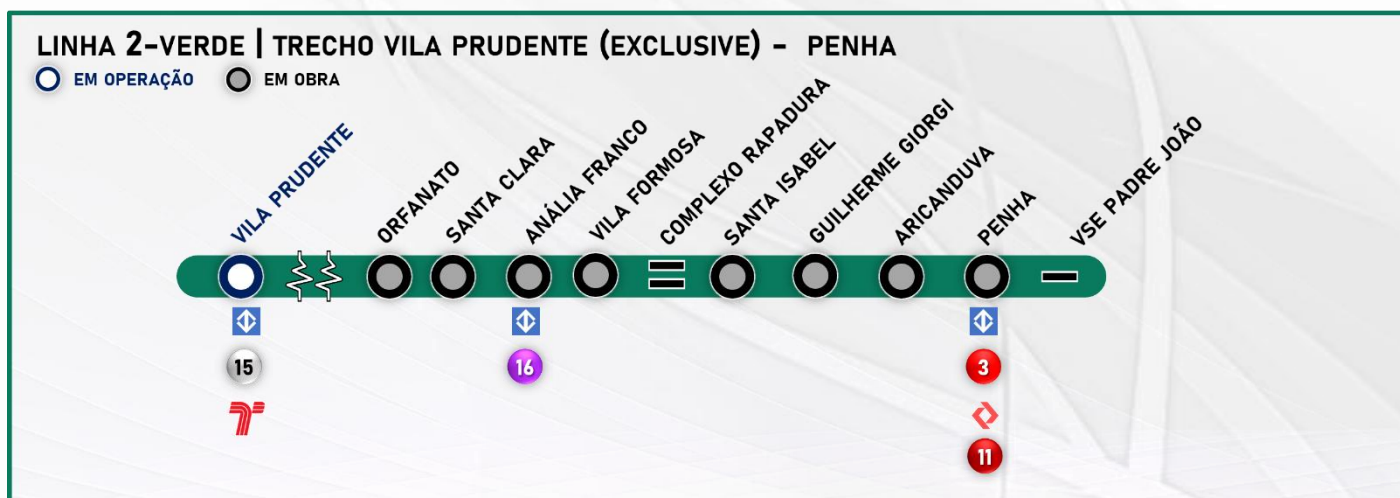 LINHA 2-VERDE | TRECHO VILA PRUDENTE (EXCLUSIVE) - PENHA
EM OPERAÇÃO
EM OBRA
VILA PRUDENTE
ORFANATO
SANTA CLARA
ANÁLIA FRANCO
VILA FORMOSA
COMPLEXO RAPADURA
SANTA ISABEL
GUILHERME GIORGI
ARICANDUVA
PENHA
VSE PADRE JOÃO
15
16
3
11